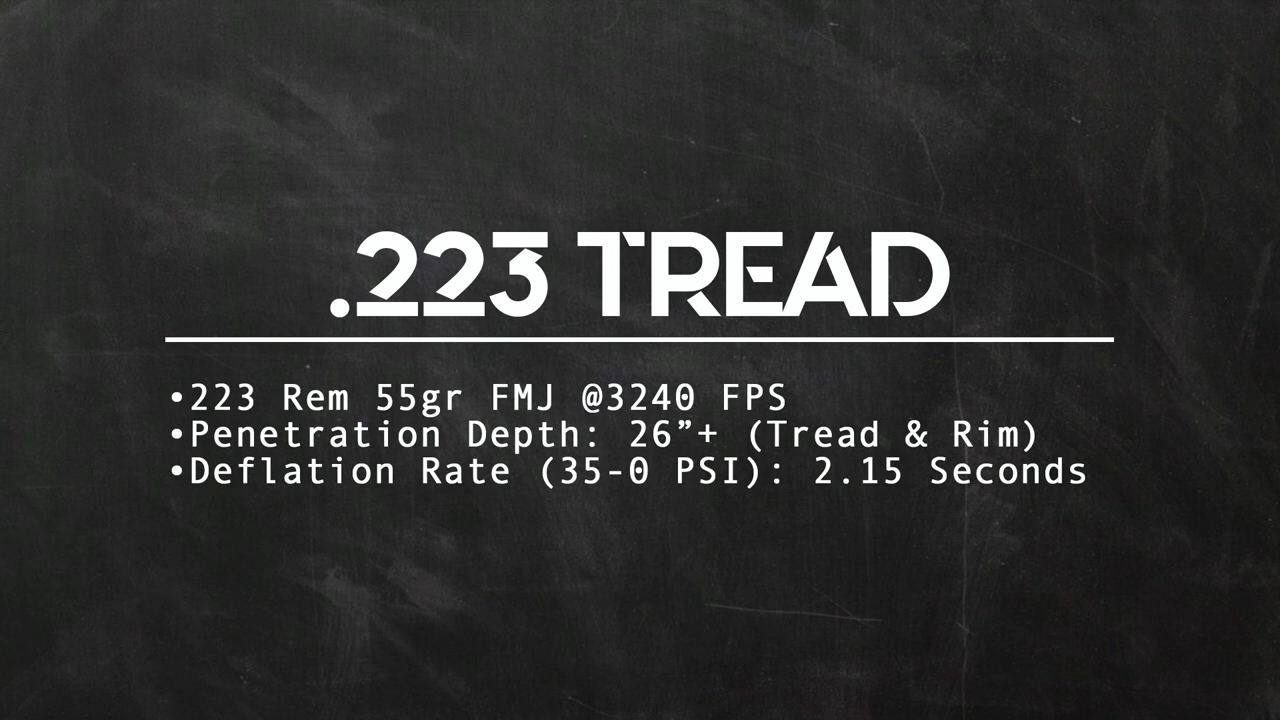 .223 TREAD
•223 Rem 55gr FMJ @3240 FPS
•Penetration Depth: 26”+ (Tread & Rim)
•Deflation Rate (35-0 PSI): 2.15 Seconds